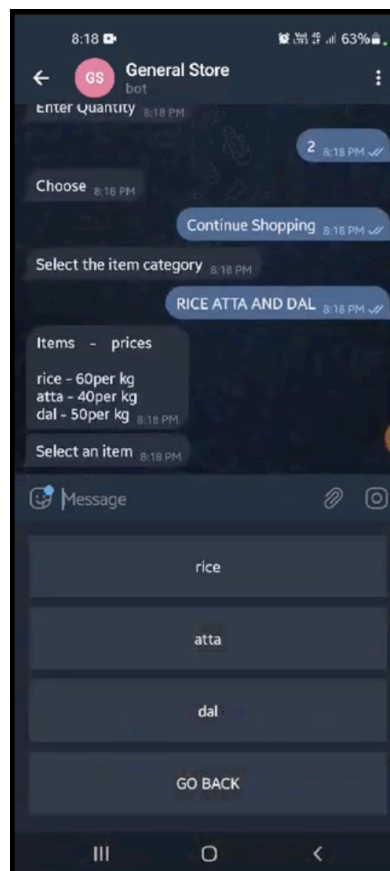 8:18 63%
GS General Store
bot
Enter Quantity 8:18 PM
2 8:18 PM
Choose 8:18 PM
Continue Shopping 8:18 PM
Select the item category 8:18 PM
RICE ATTA AND DAL 8:18 PM
Items - prices
rice - 60per kg
atta - 40per kg
dal - 50per kg 8:18 PM
Select an item 8:18 PM
Message
rice
atta
dal
GO BACK